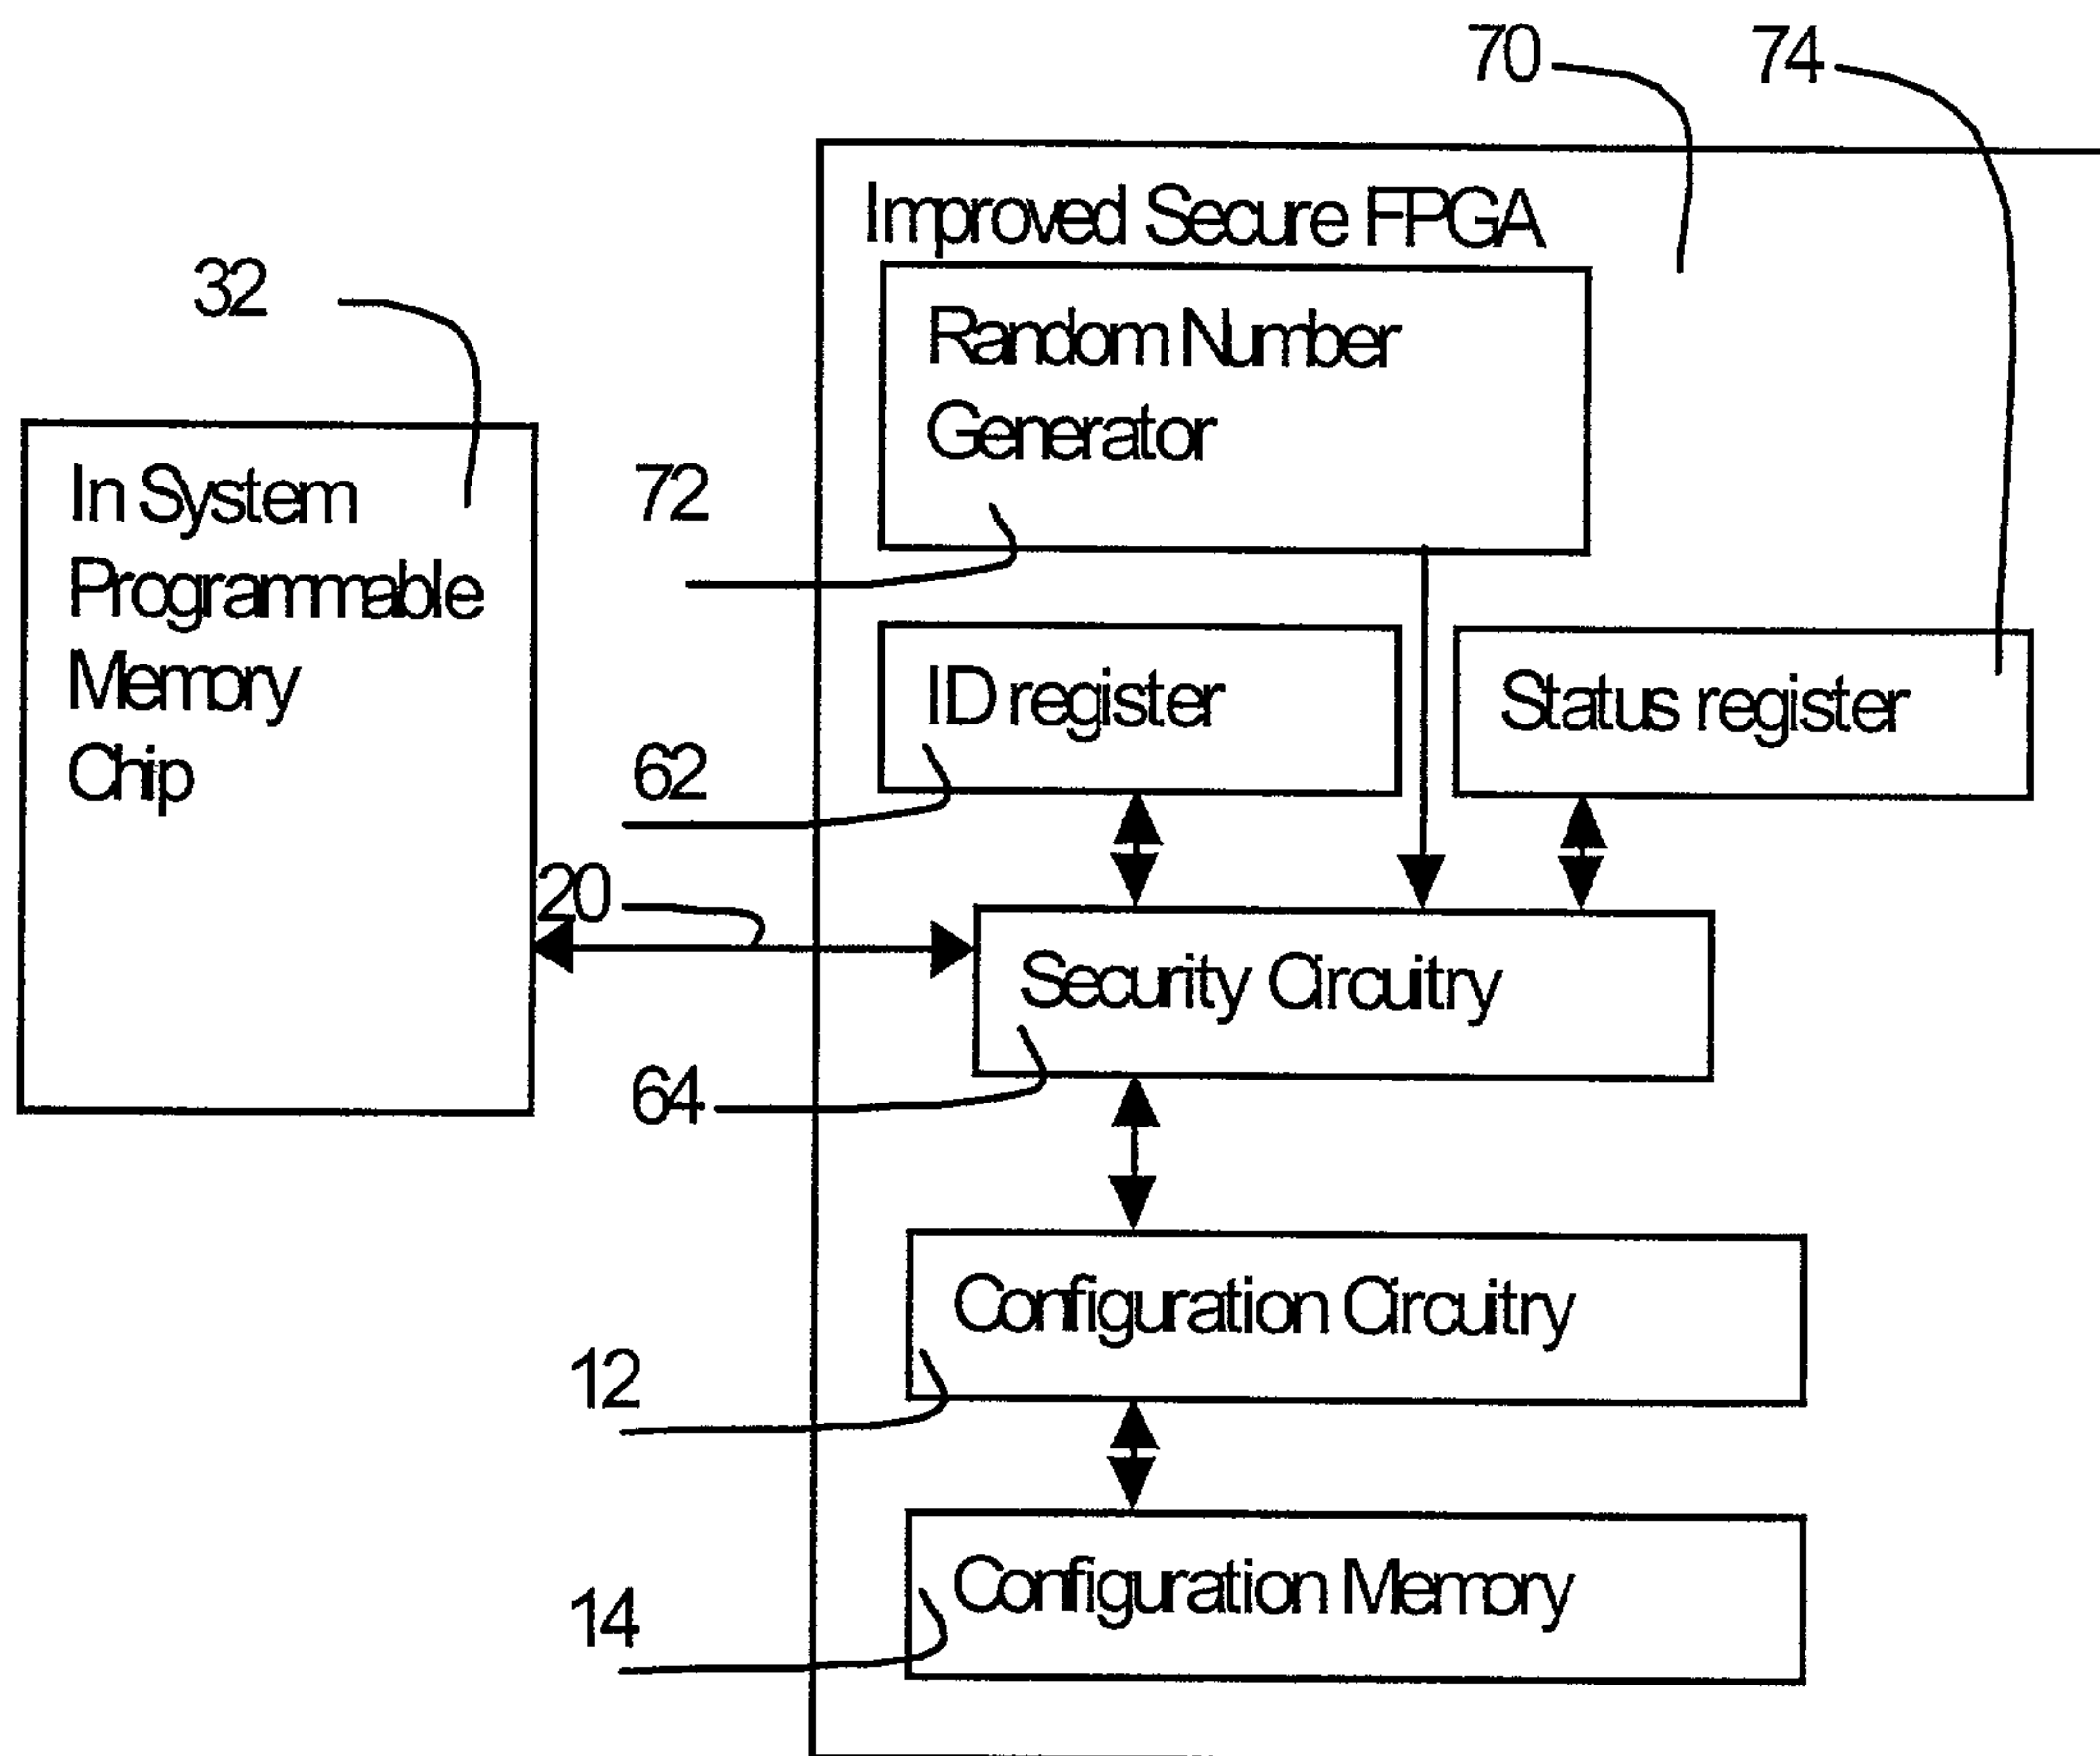 70
74
Improved Secure FPGA
32
Random Number
Generator
In System
Programmable
Memory
Chip
72
ID register
Status register
62
20
Security Circuitry
64
Configuration Circuitry
12
Configuration Memory
14